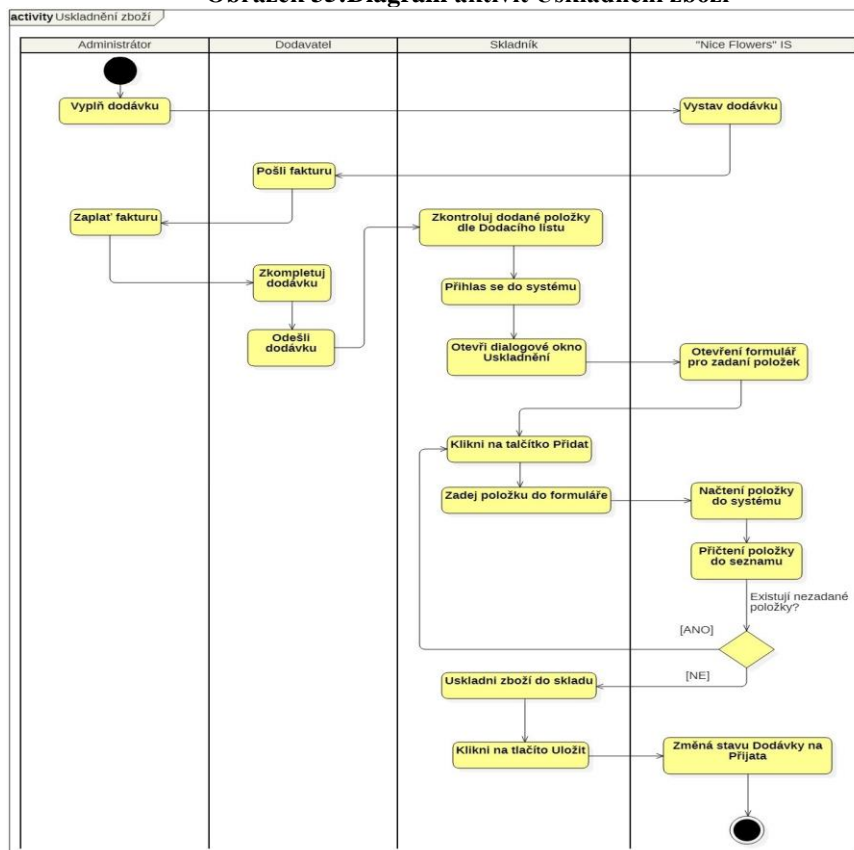 Obrázek 33:Diagram aktivit Uskladnění zboží
activity Uskladnění zboží
Administrátor
Dodavatel
Skladník
"Nice Flowers" IS
Vyplň dodávku
Vystav dodávku
Pošli fakturu
Zaplať fakturu
Zkontroluj dodané položky
dle Dodacího listu
Zkompletuj
dodávku
Přihlas se do systému
Odešli
dodávku
Otevři dialogové okno
Uskladnění
Otevření formulář
pro zadaní položek
Klikni na talčítko Přidat
Zadej položku do formuláře
Načtení položky
do systému
Přičtení položky
do seznamu
Existují nezadané
položky?
[ANO]
[NE]
Uskladni zboží do skladu
Klikni na tlačíto Uložit
Změná stavu Dodávky na
Přijata